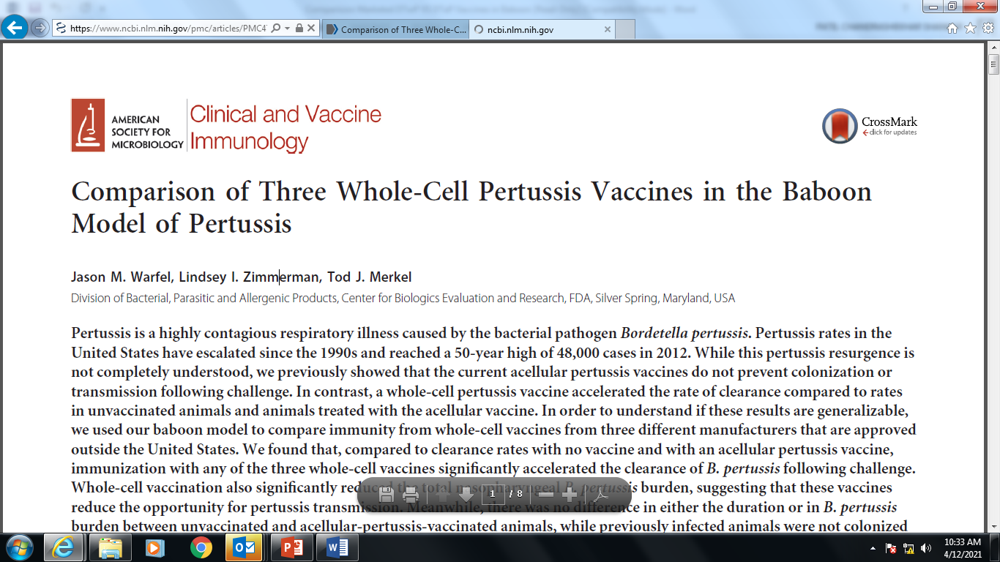 https://www.ncbi.nlm.nih.gov/pmc/articles/PMC4
Comparison of Three Whole-C...
ncbi.nlm.nih.gov
AMERICAN
SOCIETY FOR
MICROBIOLOGY
Clinical and Vaccine
Immunology
CrossMark
click for updates
Comparison of Three Whole-Cell Pertussis Vaccines in the Baboon
Model of Pertussis
Jason M. Warfel, Lindsey I. Zimmerman, Tod J. Merkel
Division of Bacterial, Parasitic and Allergenic Products, Center for Biologics Evaluation and Research, FDA, Silver Spring, Maryland, USA
Pertussis is a highly contagious respiratory illness caused by the bacterial pathogen Bordetella pertussis. Pertussis rates in the
United States have escalated since the 1990s and reached a 50-year high of 48,000 cases in 2012. While this pertussis resurgence is
not completely understood, we previously showed that the current acellular pertussis vaccines do not prevent colonization or
transmission following challenge. In contrast, a whole-cell pertussis vaccine accelerated the rate of clearance compared to rates
in unvaccinated animals and animals treated with the acellular vaccine. In order to understand if these results are generalizable,
we used our baboon model to compare immunity from whole-cell vaccines from three different manufacturers that are approved
outside the United States. We found that, compared to clearance rates with no vaccine and with an acellular pertussis vaccine,
immunization with any of the three whole-cell vaccines significantly accelerated the clearance of B. pertussis following challenge.
Whole-cell vaccination also significantly reduced the total nasopharyngeal B. pertussis burden, suggesting that these vaccines
reduce the opportunity for pertussis transmission. Meanwhile, there was no difference in either the duration or in B. pertussis
burden between unvaccinated and acellular-pertussis-vaccinated animals, while previously infected animals were not colonized
1 / 8
10:33 AM
4/12/2021